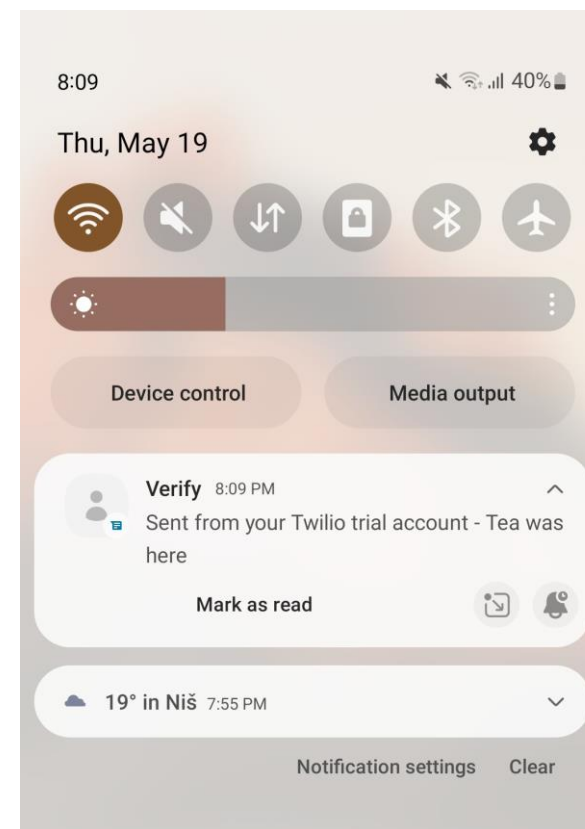 8:09
40%
Thu, May 19
Device control
Media output
Verify 8:09 PM
Sent from your Twilio trial account - Tea was
here
Mark as read
19° in Niš 7:55 PM
Notification settings
Clear